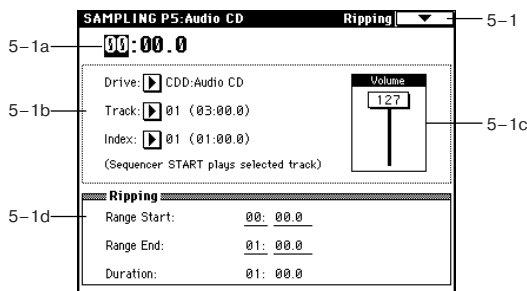 SAMPLING P5:Audio CD Ripping
5-1
00:00.0
5-1a
Drive: CDD:Audio CD
Volume
127
5-1b
Track: 01 (03:00.0)
5-1c
Index: 01 (01:00.0)
(Sequencer START plays selected track)
Ripping
5-1d
Range Start: 00: 00.0
Range End: 01: 00.0
Duration: 01: 00.0